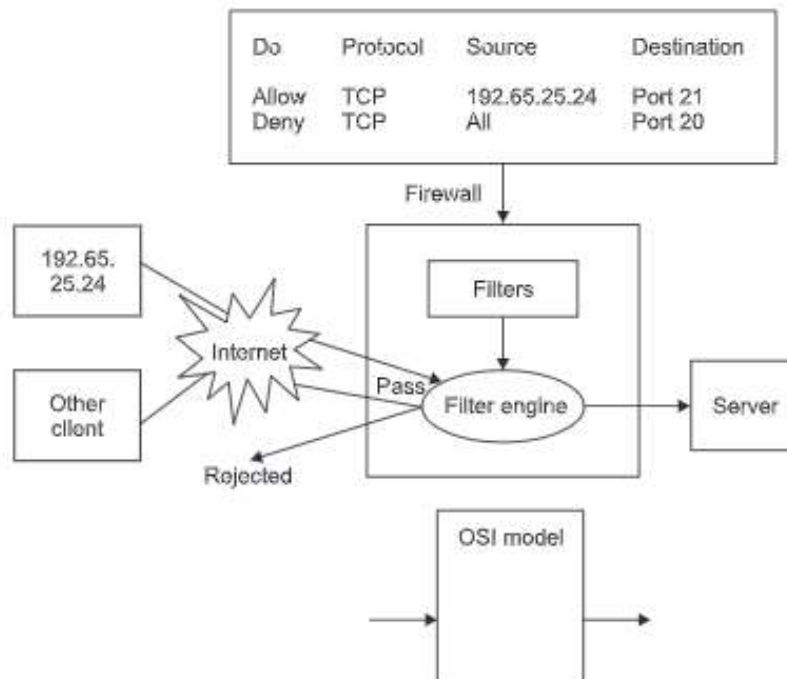 Do Protocol Source Destination
Allow TCP 192.65.25.24 Port 21
Deny TCP All Port 20
Firewall
192.65.
25.24
Filters
Internet
Pass
Filter engine
Server
Other
client
Rejected
OSI model